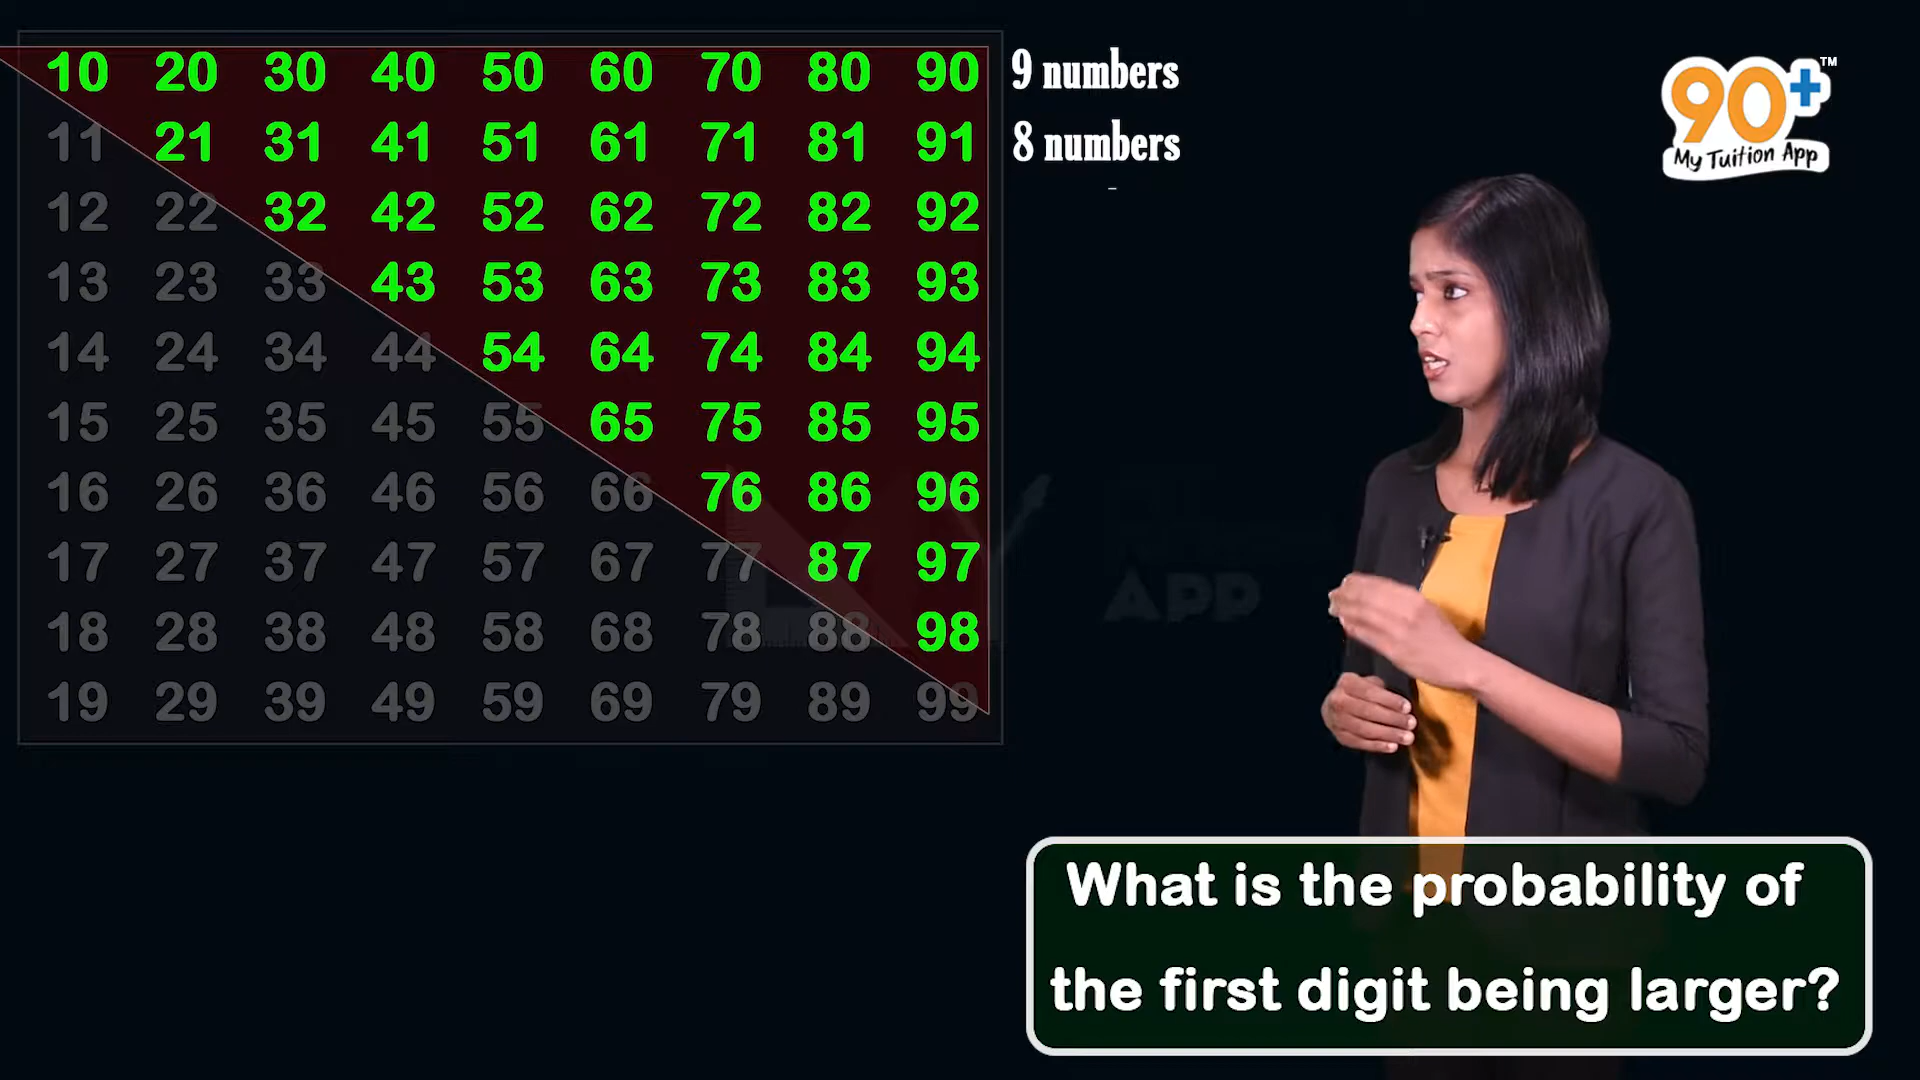 10 20 30 40 50 60 70 80 90 9 numbers
11 21 31 41 51 61 71 81 91 8 numbers
12 22 32 42 52 62 72 82 92
13 23 33 43 53 63 73 83 93
14 24 34 44 54 64 74 84 94
15 25 35 45 55 65 75 85 95
16 26 36 46 56 66 76 86 96
17 27 37 47 57 67 77 87 97
18 28 38 48 58 68 78 88 98
19 29 39 49 59 69 79 89 99
90+™
My Tuition App
APP
What is the probability of
the first digit being larger?